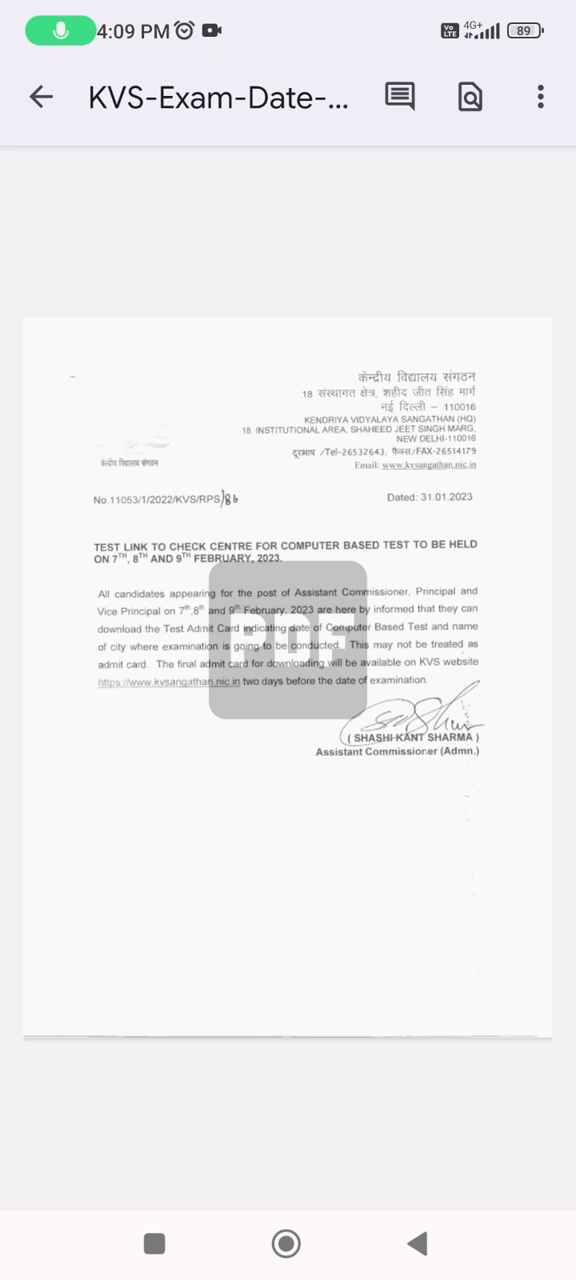 4:09 PM
Vo LTE 4G+ 89
KVS-Exam-Date-...
केन्द्रीय विद्यालय संगठन
18 संस्थागत क्षेत्र, शहीद जीत सिंह मार्ग
नई दिल्ली – 110016
KENDRIYA VIDYALAYA SANGATHAN (HQ)
18, INSTITUTIONAL AREA, SHAHEED JEET SINGH MARG,
NEW DELHI-110016
दूरभाष /Tel-26532643, फैक्स/FAX-26514179
Email: www.kvsangathan.nic.in
केन्द्रीय विद्यालय संगठन
No.11053/1/2022/KVS/RPS/86
Dated: 31.01.2023
TEST LINK TO CHECK CENTRE FOR COMPUTER BASED TEST TO BE HELD
ON 7TH, 8TH AND 9TH FEBRUARY, 2023.
All candidates appearing for the post of Assistant Commissioner, Principal and
Vice Principal on 7th,8th and 9th February, 2023 are here by informed that they can
download the Test Admit Card indicating date of Computer Based Test and name
of city where examination is going to be conducted. This may not be treated as
admit card. The final admit card for downloading will be available on KVS website
https://www.kvsangathan.nic.in two days before the date of examination.
PDF
( SHASHI KANT SHARMA )
Assistant Commissioner (Admn.)